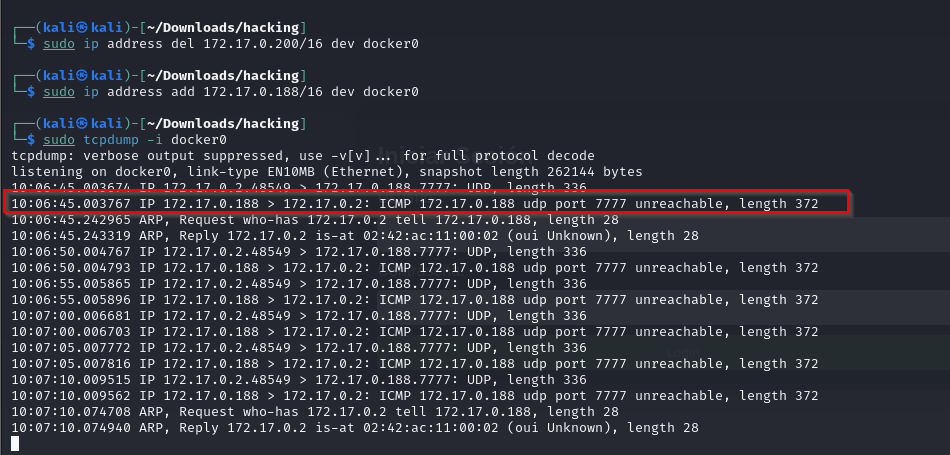 ┌──(kali㉿kali)-[~/Downloads/hacking]
└─$ sudo ip address del 172.17.0.200/16 dev docker0
┌──(kali㉿kali)-[~/Downloads/hacking]
└─$ sudo ip address add 172.17.0.188/16 dev docker0
┌──(kali㉿kali)-[~/Downloads/hacking]
└─$ sudo tcpdump -i docker0
tcpdump: verbose output suppressed, use -v[v]... for full protocol decode
listening on docker0, link-type EN10MB (Ethernet), snapshot length 262144 bytes
10:06:45.003674 IP 172.17.0.2.48549 > 172.17.0.188.7777: UDP, length 336
10:06:45.003767 IP 172.17.0.188 > 172.17.0.2: ICMP 172.17.0.188 udp port 7777 unreachable, length 372
10:06:45.242965 ARP, Request who-has 172.17.0.2 tell 172.17.0.188, length 28
10:06:45.243319 ARP, Reply 172.17.0.2 is-at 02:42:ac:11:00:02 (oui Unknown), length 28
10:06:50.004767 IP 172.17.0.2.48549 > 172.17.0.188.7777: UDP, length 336
10:06:50.004793 IP 172.17.0.188 > 172.17.0.2: ICMP 172.17.0.188 udp port 7777 unreachable, length 372
10:06:55.005865 IP 172.17.0.2.48549 > 172.17.0.188.7777: UDP, length 336
10:06:55.005896 IP 172.17.0.188 > 172.17.0.2: ICMP 172.17.0.188 udp port 7777 unreachable, length 372
10:07:00.006681 IP 172.17.0.2.48549 > 172.17.0.188.7777: UDP, length 336
10:07:00.006703 IP 172.17.0.188 > 172.17.0.2: ICMP 172.17.0.188 udp port 7777 unreachable, length 372
10:07:05.007772 IP 172.17.0.2.48549 > 172.17.0.188.7777: UDP, length 336
10:07:05.007816 IP 172.17.0.188 > 172.17.0.2: ICMP 172.17.0.188 udp port 7777 unreachable, length 372
10:07:10.009515 IP 172.17.0.2.48549 > 172.17.0.188.7777: UDP, length 336
10:07:10.009562 IP 172.17.0.188 > 172.17.0.2: ICMP 172.17.0.188 udp port 7777 unreachable, length 372
10:07:10.074708 ARP, Request who-has 172.17.0.2 tell 172.17.0.188, length 28
10:07:10.074940 ARP, Reply 172.17.0.2 is-at 02:42:ac:11:00:02 (oui Unknown), length 28